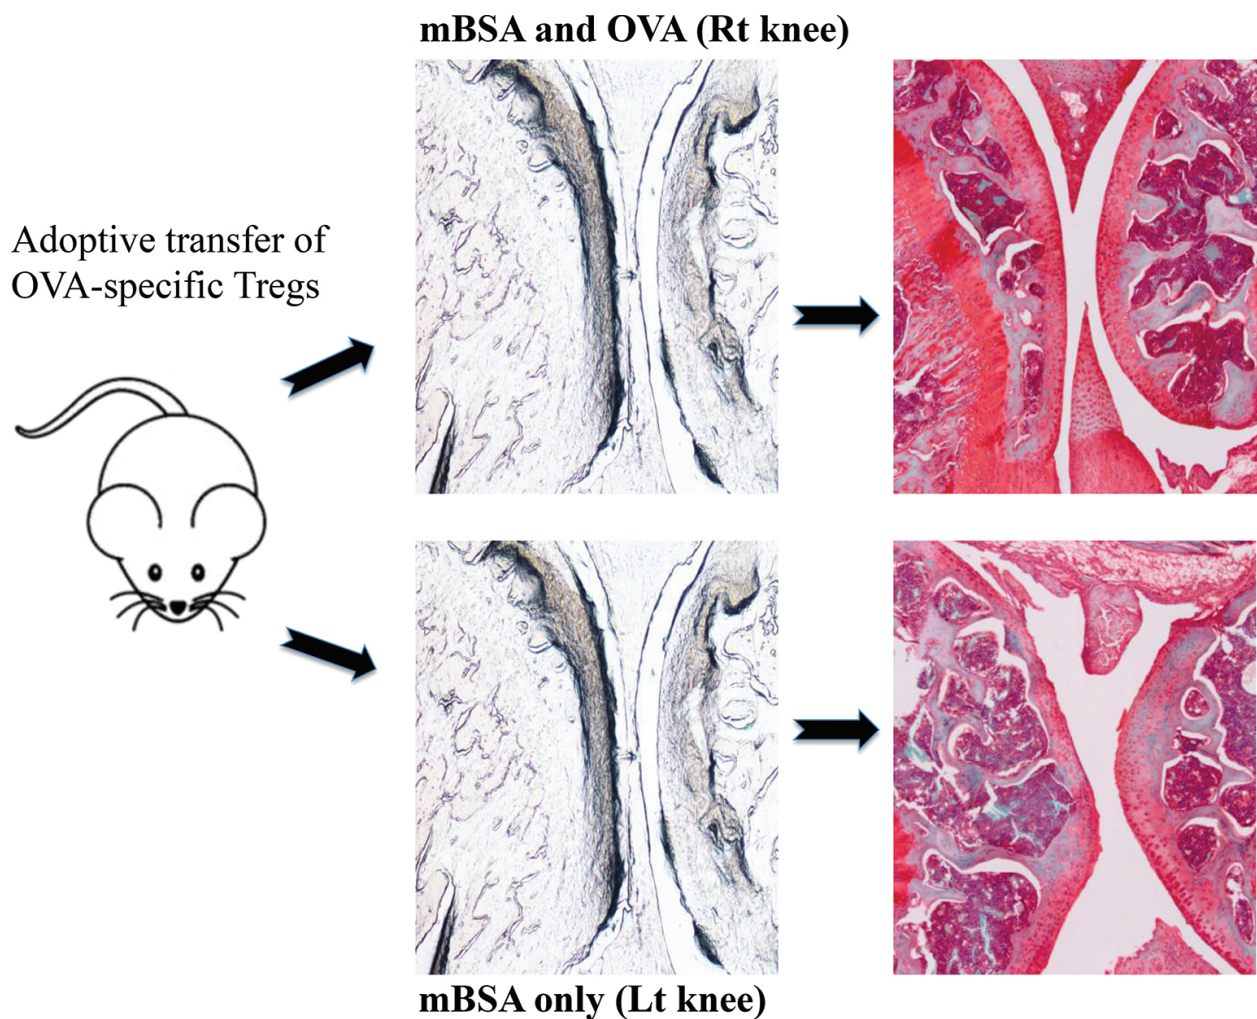 mBSA and OVA (Rt knee)
Adoptive transfer of
OVA-specific Tregs
mBSA only (Lt knee)